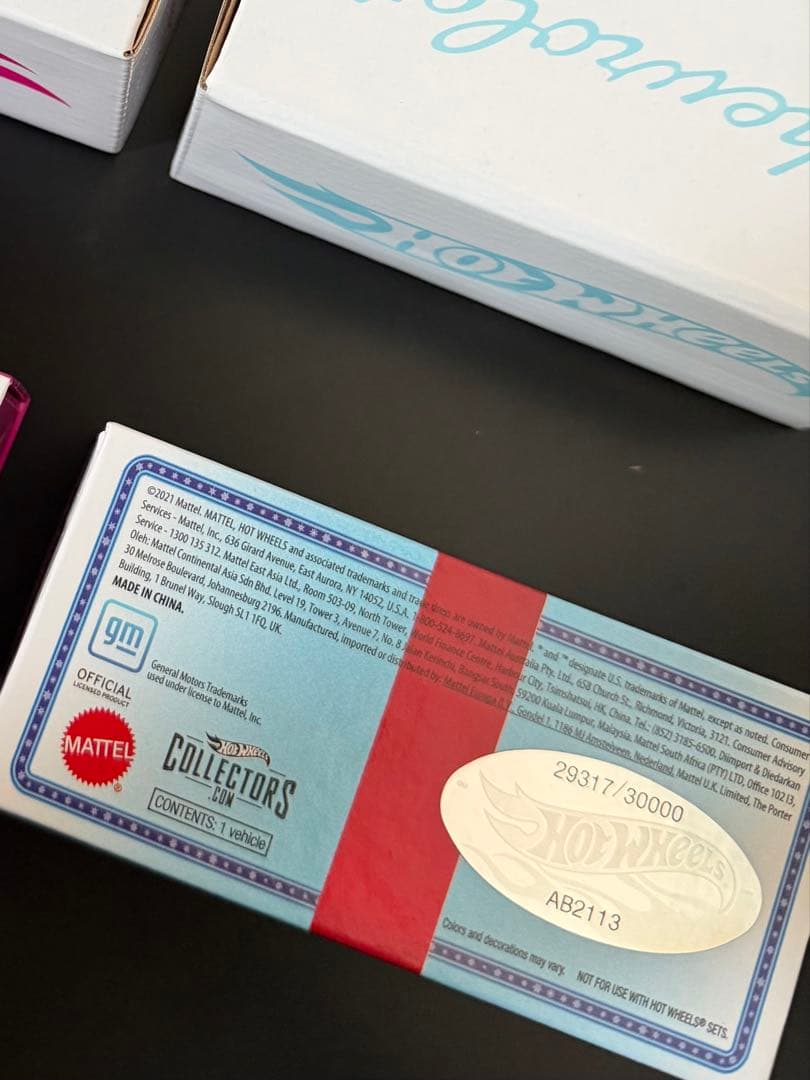 HOT WHEELS
©2021 Mattel. MATTEL, HOT WHEELS and associated trademarks and trade dress are owned by Mattel. ® and ™ designate U.S. trademarks of Mattel, except as noted. Consumer
Services - Mattel, Inc., 636 Girard Avenue, East Aurora, NY 14052, U.S.A. 1-800-524-8697. Mattel Australia Pty. Ltd., 658 Church St., Richmond, Victoria, 3121. Consumer Advisory
Service - 1300 135 312. Mattel East Asia Ltd., Room 503-09, North Tower, World Finance Centre, Harbour City, Tsimshatsui, HK, China. Tel.: (852) 3185-6500. Diimport & Diedarkan
Oleh: Mattel Continental Asia Sdn Bhd. Level 19, Tower 3, Avenue 7, No. 8 Jalan Kerinchi, Bangsar South, 59200 Kuala Lumpur, Malaysia. Mattel South Africa (PTY) LTD, Office 102 I3,
30 Melrose Boulevard, Johannesburg 2196. Manufactured, imported or distributed by: Mattel Europa B.V., Gondel 1, 1186 MJ Amstelveen, Nederland. Mattel U.K. Limited, The Porter
Building, 1 Brunel Way, Slough SL1 1FQ, UK.
MADE IN CHINA.
gm
OFFICIAL
LICENSED PRODUCT
General Motors Trademarks
used under license to Mattel, Inc.
MATTEL
®
HOT WHEELS
COLLECTORS
.COM
CONTENTS: 1 vehicle
29317/30000
HOT WHEELS
AB2113
Colors and decorations may vary. NOT FOR USE WITH HOT WHEELS® SETS.